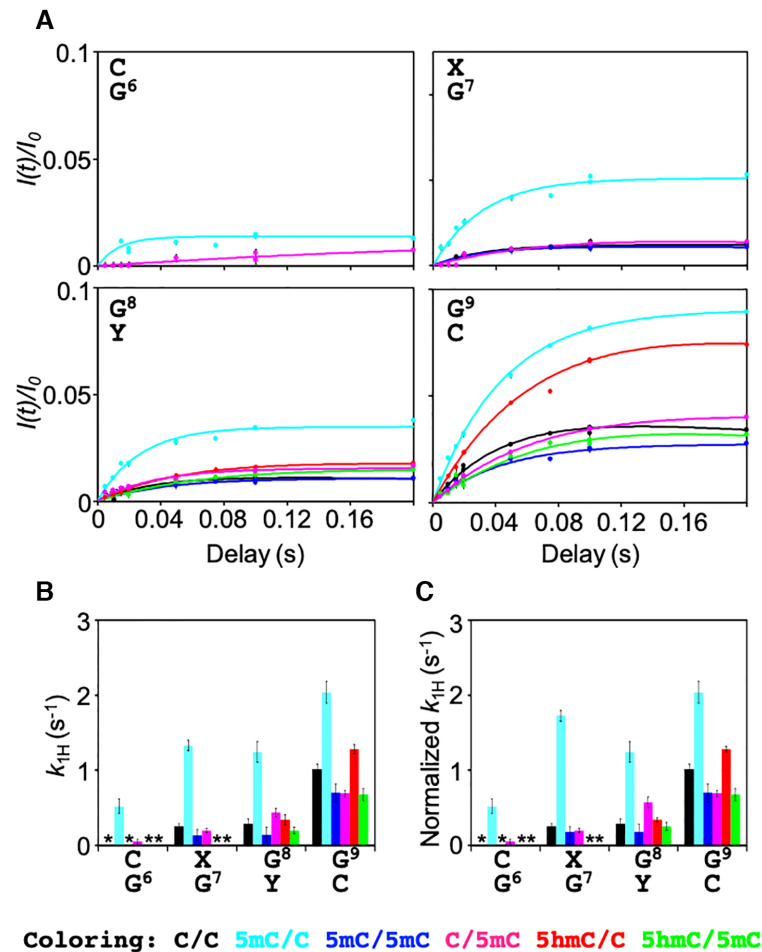 A
0.1
0.05
0
I(t)/I0
C
G6
X
G7
0.1
0.05
0
I(t)/I0
G8
Y
G9
C
0 0.04 0.08 0.12 0.16
Delay (s)
0 0.04 0.08 0.12 0.16
Delay (s)
B
3
2
1
0
k1H (s-1)
* * **
**
C X G8 G9
G6 G7 Y C
C
3
2
1
0
Normalized k1H (s-1)
* * **
**
C X G8 G9
G6 G7 Y C
Coloring: C/C 5mC/C 5mC/5mC C/5mC 5hmC/C 5hmC/5mC